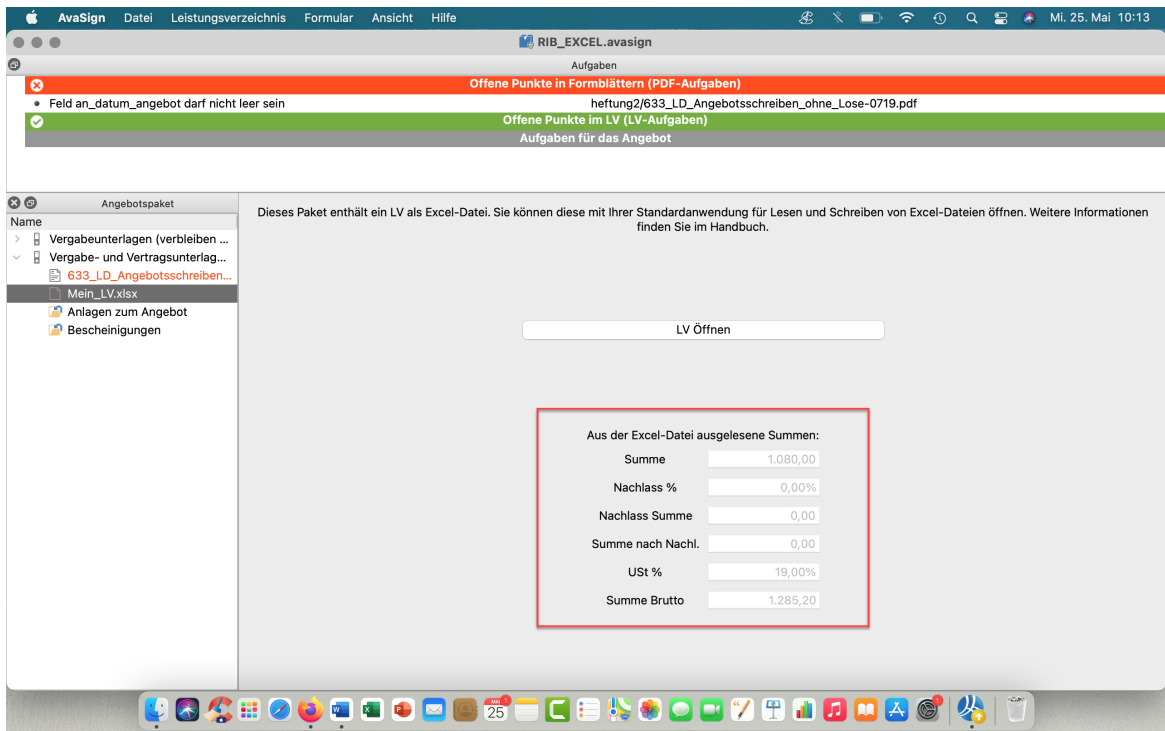 AvaSign Datei Leistungsverzeichnis Formular Ansicht Hilfe Mi. 25. Mai 10:13
RIB_EXCEL.avasign
Aufgaben
Offene Punkte in Formblättern (PDF-Aufgaben)
Feld an_datum_angebot darf nicht leer sein heftung2/633_LD_Angebotsschreiben_ohne_Lose-0719.pdf
Offene Punkte im LV (LV-Aufgaben)
Aufgaben für das Angebot
Angebotspaket
Name
Vergabeunterlagen (verbleiben ...
Vergabe- und Vertragsunterlag...
633_LD_Angebotsschreiben...
Mein_LV.xlsx
Anlagen zum Angebot
Bescheinigungen
Dieses Paket enthält ein LV als Excel-Datei. Sie können diese mit Ihrer Standardanwendung für Lesen und Schreiben von Excel-Dateien öffnen. Weitere Informationen
finden Sie im Handbuch.
LV Öffnen
Aus der Excel-Datei ausgelesene Summen:
Summe 1.080,00
Nachlass % 0,00%
Nachlass Summe 0,00
Summe nach Nachl. 0,00
USt % 19,00%
Summe Brutto 1.285,20
MAI
25